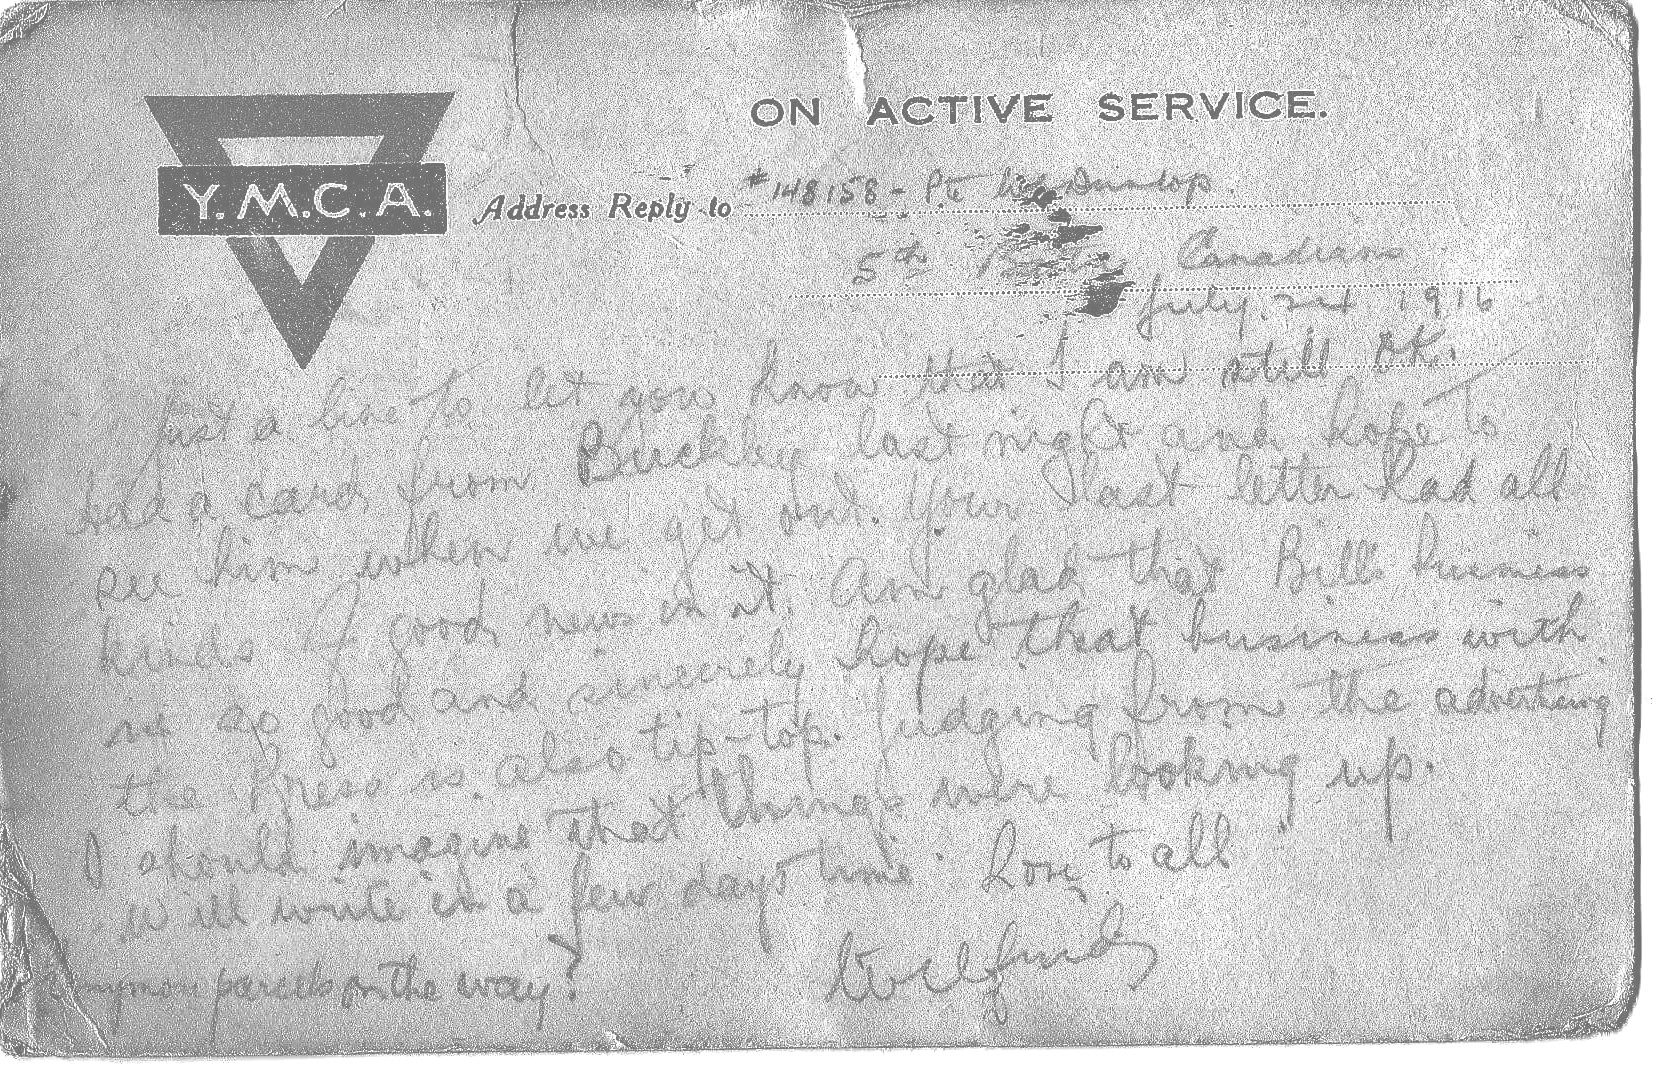 ON ACTIVE SERVICE.
Y.M.C.A.
Address Reply to #148158 - Pte Dunlop.
5th Canadians
July 1916
Just a line to let you know that I am still OK.
Had a card from Buckley last night and hope to
see him when we get out. Your last letter had all
kinds of good news in it. Am glad that Bills business
is so good and sincerely hope that business with
the Press is also tip-top. Judging from the advertising
I should imagine that things were looking up.
Will write in a few days time. Love to all
Wilfred
any more parcels on the way?